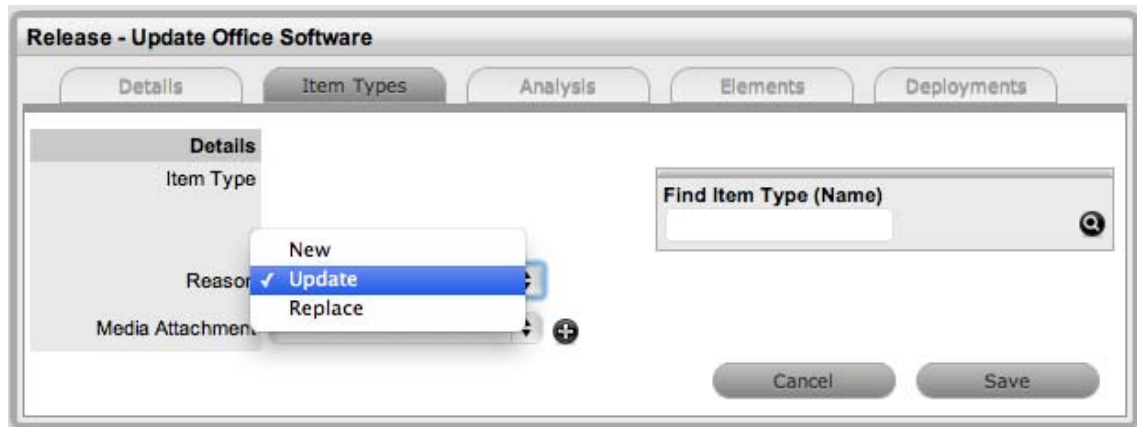 Release - Update Office Software
Details Item Types Analysis Elements Deployments
Details
Item Type
Find Item Type (Name)
New
Reason ✓ Update
Replace
Media Attachment
Cancel Save